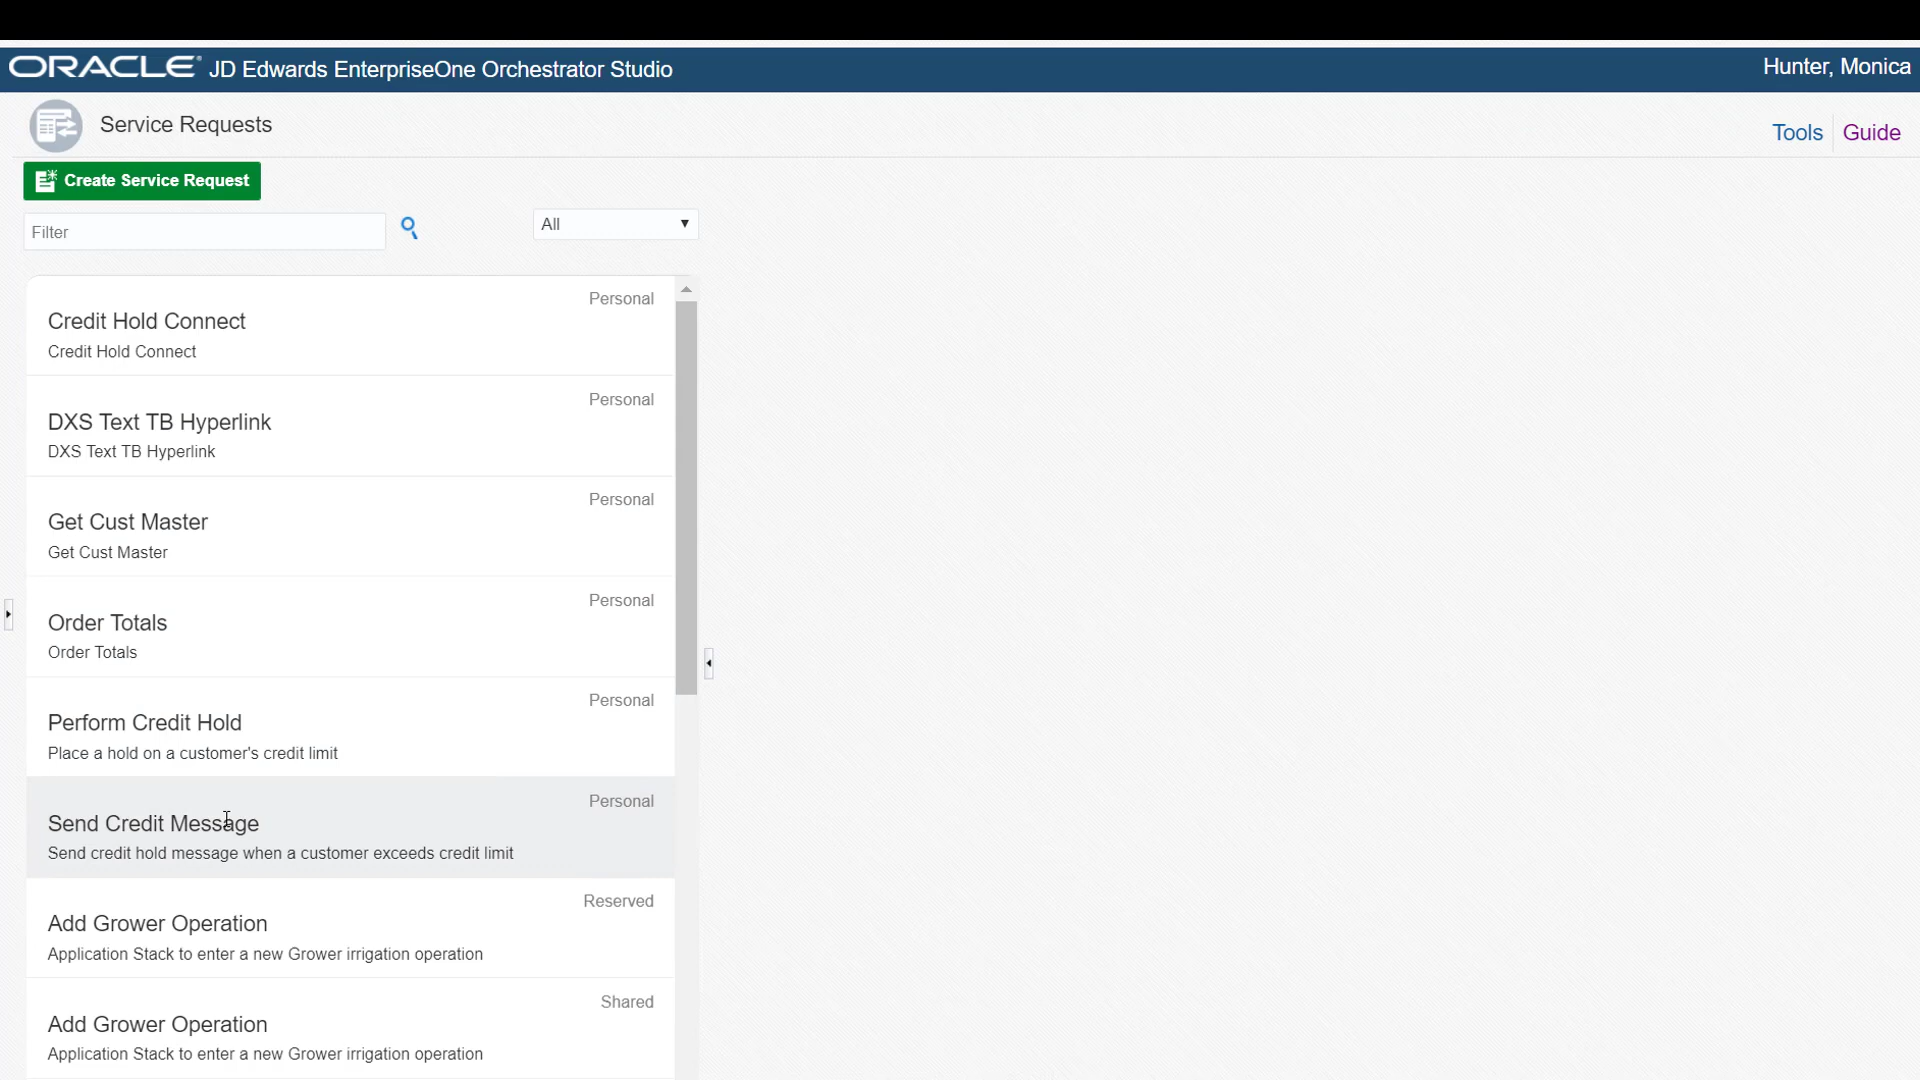 ORACLE® JD Edwards EnterpriseOne Orchestrator Studio
Hunter, Monica
Service Requests
Tools
Guide
Create Service Request
Filter
All
Personal
Credit Hold Connect
Credit Hold Connect
Personal
DXS Text TB Hyperlink
DXS Text TB Hyperlink
Personal
Get Cust Master
Get Cust Master
Personal
Order Totals
Order Totals
Personal
Perform Credit Hold
Place a hold on a customer's credit limit
Personal
Send Credit Message
Send credit hold message when a customer exceeds credit limit
Reserved
Add Grower Operation
Application Stack to enter a new Grower irrigation operation
Shared
Add Grower Operation
Application Stack to enter a new Grower irrigation operation